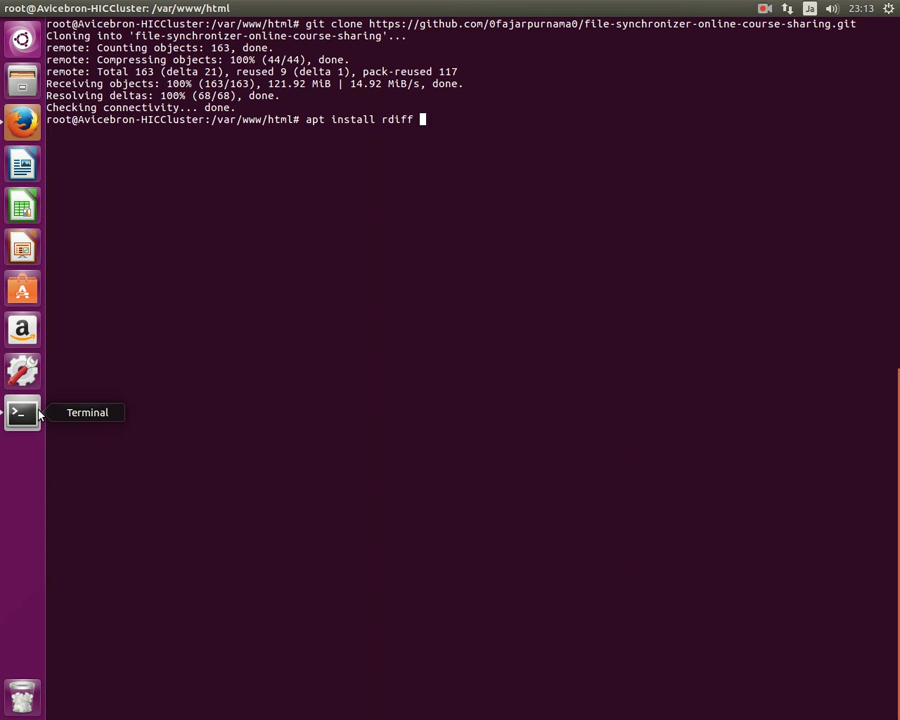 root@Avicebron-HICCluster: /var/www/html
Ja
23:13
root@Avicebron-HICCluster:/var/www/html# git clone https://github.com/0fajarpurnama0/file-synchronizer-online-course-sharing.git
Cloning into 'file-synchronizer-online-course-sharing'...
remote: Counting objects: 163, done.
remote: Compressing objects: 100% (44/44), done.
remote: Total 163 (delta 21), reused 9 (delta 1), pack-reused 117
Receiving objects: 100% (163/163), 121.92 MiB | 14.92 MiB/s, done.
Resolving deltas: 100% (68/68), done.
Checking connectivity... done.
root@Avicebron-HICCluster:/var/www/html# apt install rdiff
Terminal